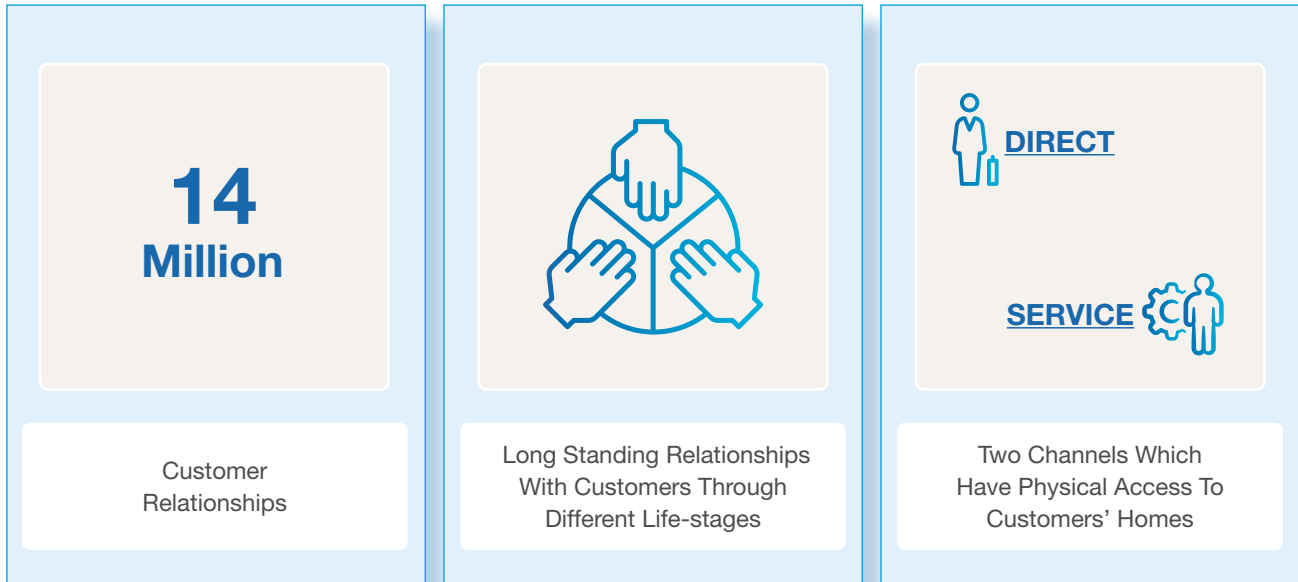 14
Million
Customer
Relationships
Long Standing Relationships
With Customers Through
Different Life-stages
DIRECT
SERVICE
Two Channels Which
Have Physical Access To
Customers’ Homes